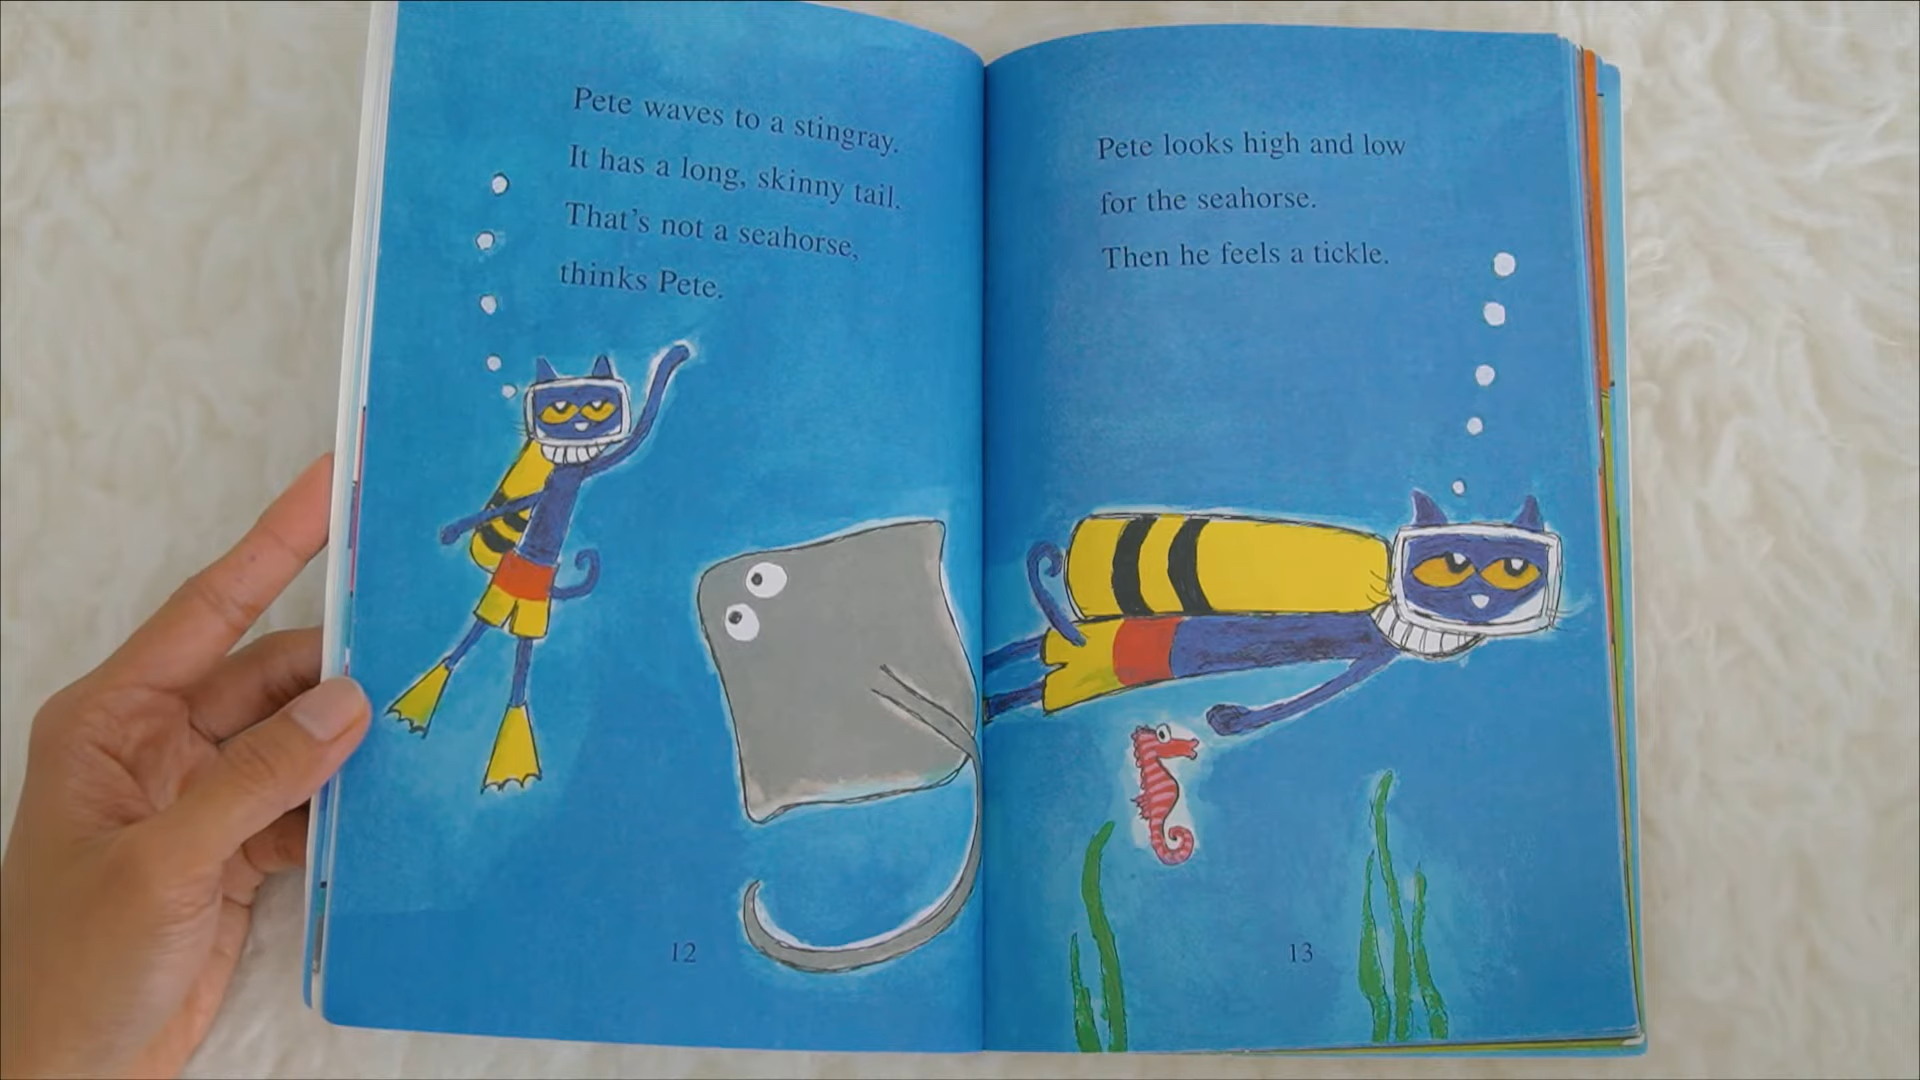 Pete waves to a stingray.
It has a long, skinny tail.
That's not a seahorse,
thinks Pete.
12
Pete looks high and low
for the seahorse.
Then he feels a tickle.
13